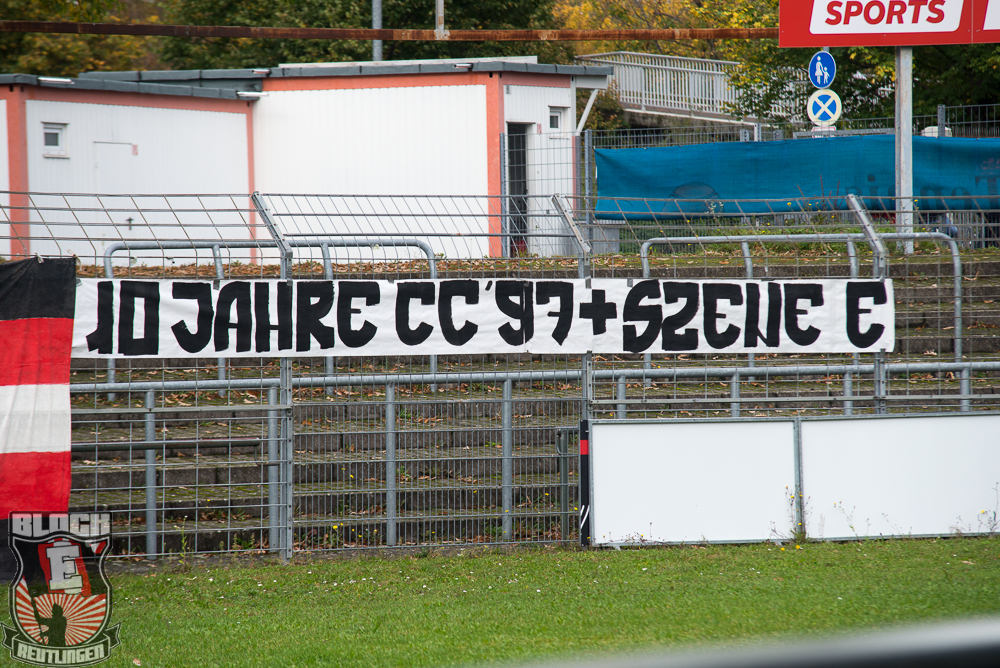 SPORTS
10 JAHRE CC'97 + SZENE E
BLOCK
E
REUTLINGEN